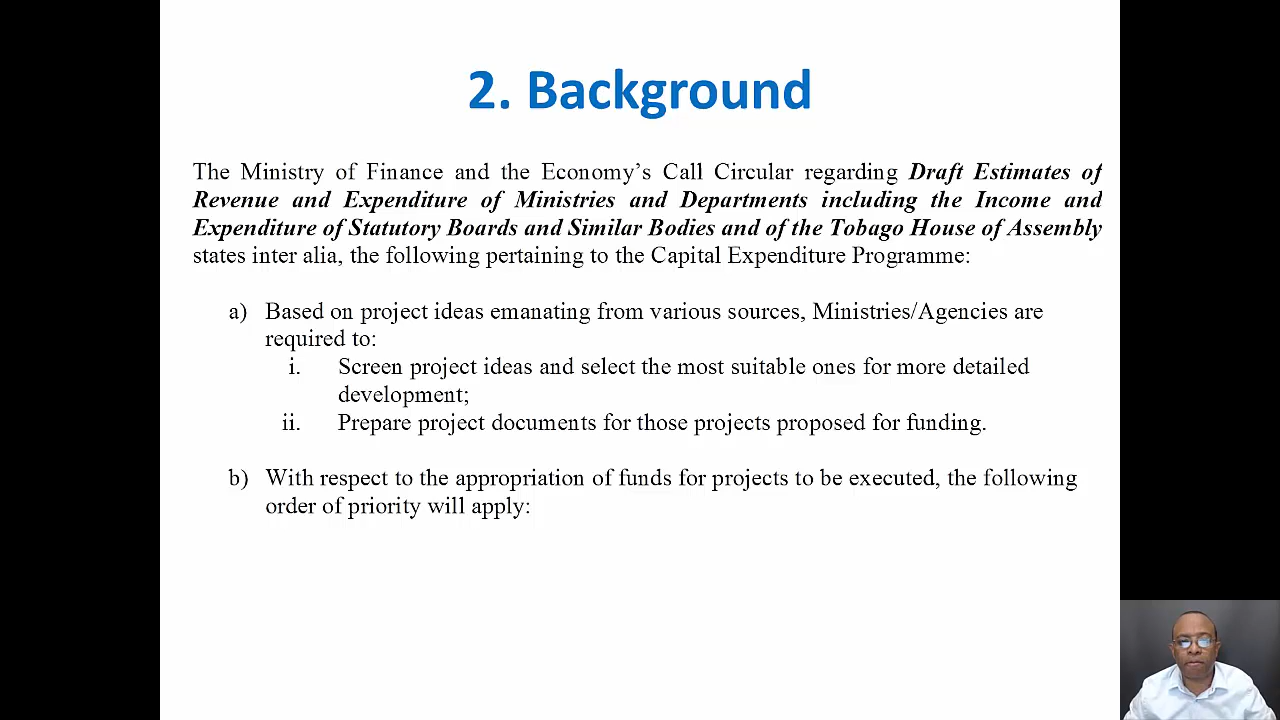 2. Background
The Ministry of Finance and the Economy’s Call Circular regarding Draft Estimates of
Revenue and Expenditure of Ministries and Departments including the Income and
Expenditure of Statutory Boards and Similar Bodies and of the Tobago House of Assembly
states inter alia, the following pertaining to the Capital Expenditure Programme:
a) Based on project ideas emanating from various sources, Ministries/Agencies are
required to:
i. Screen project ideas and select the most suitable ones for more detailed
development;
ii. Prepare project documents for those projects proposed for funding.
b) With respect to the appropriation of funds for projects to be executed, the following
order of priority will apply: